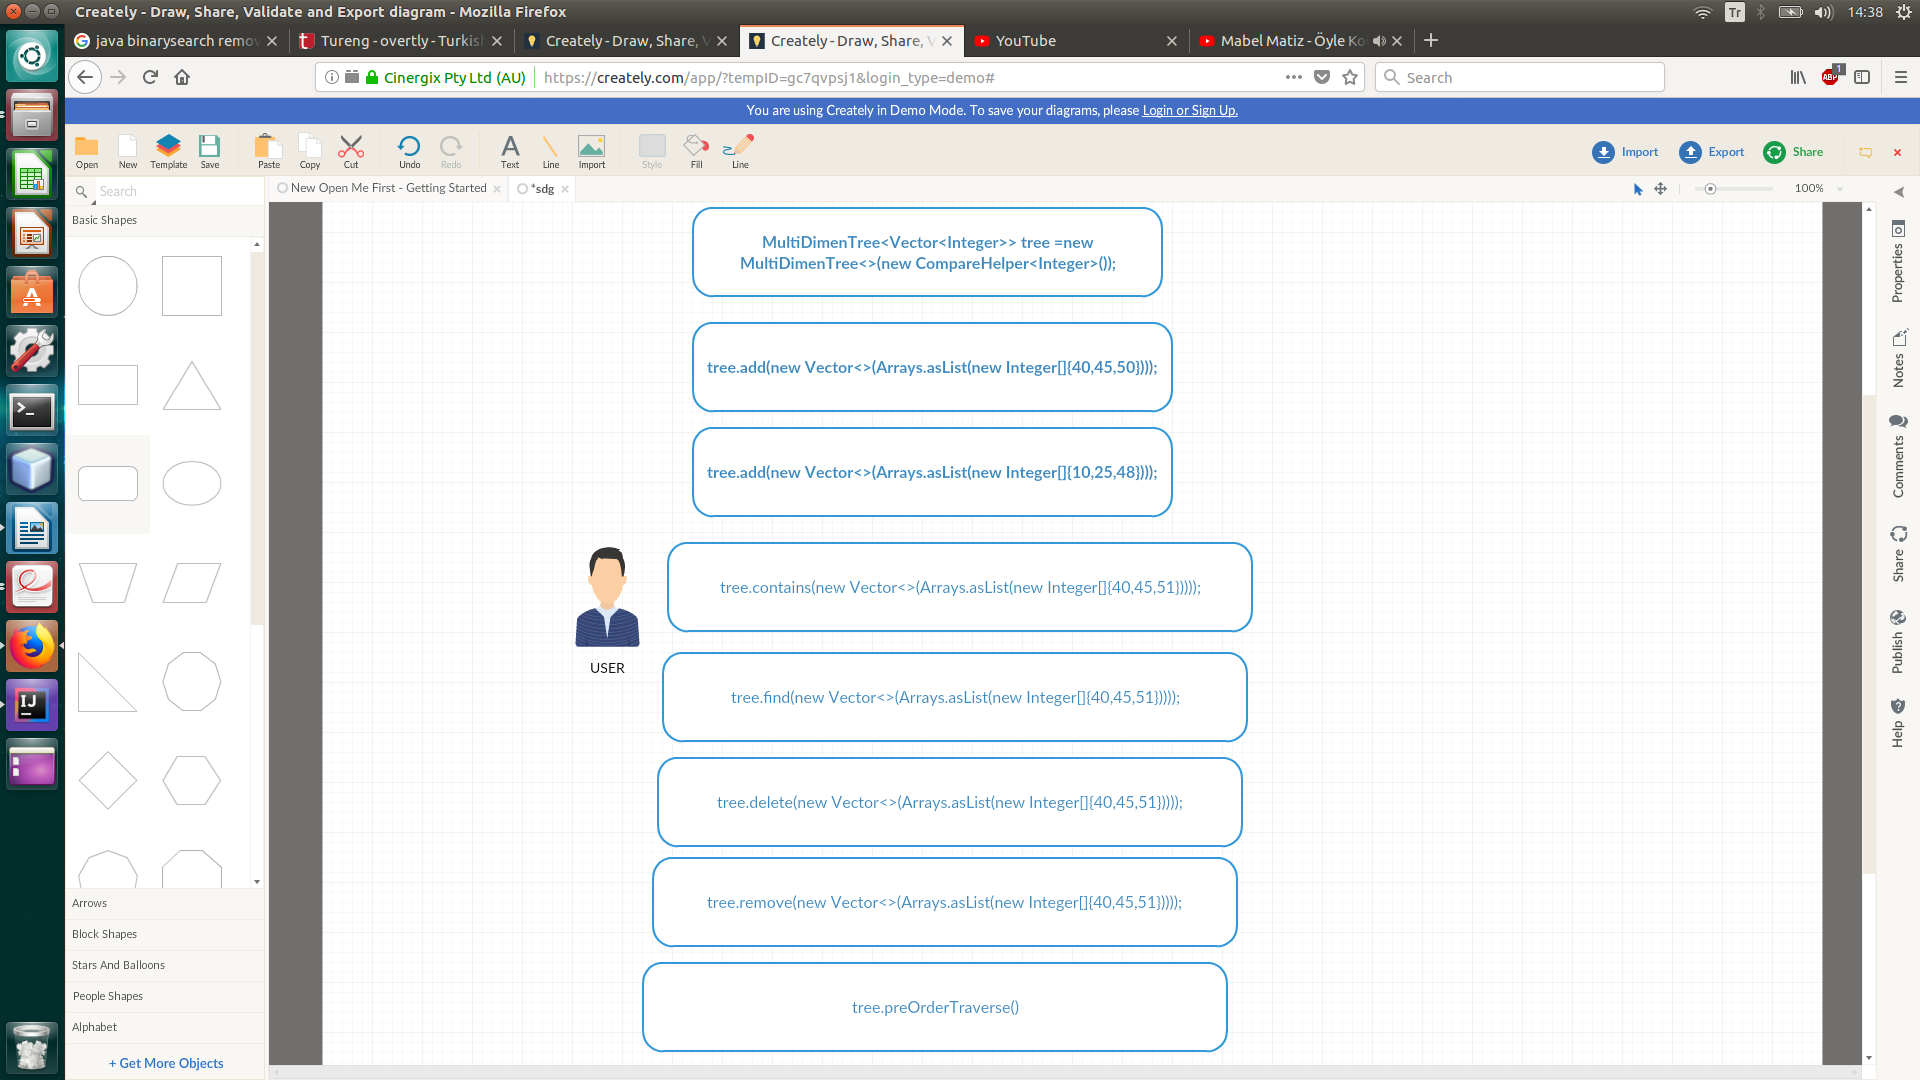 Creately - Draw, Share, Validate and Export diagram - Mozilla Firefox
Tr
14:38
java binarysearch remov
Tureng - overtly - Turkish
Creately - Draw, Share, V
Creately - Draw, Share, V
YouTube
Mabel Matiz - Öyle Kol
Cinergix Pty Ltd (AU)
https://creately.com/app/?tempID=gc7qvpsj1&login_type=demo#
Search
ABP
1
You are using Creately in Demo Mode. To save your diagrams, please Login or Sign Up.
Open
New
Template
Save
Paste
Copy
Cut
Undo
Redo
Text
Line
Import
Style
Fill
Line
Import
Export
Share
Search
New Open Me First - Getting Started
*sdg
100%
Basic Shapes
Arrows
Block Shapes
Stars And Balloons
People Shapes
Alphabet
+ Get More Objects
MultiDimenTree<Vector<Integer>> tree =new
MultiDimenTree<>(new CompareHelper<Integer>());
tree.add(new Vector<>(Arrays.asList(new Integer[]{40,45,50})));
tree.add(new Vector<>(Arrays.asList(new Integer[]{10,25,48})));
tree.contains(new Vector<>(Arrays.asList(new Integer[]{40,45,51}))));
USER
tree.find(new Vector<>(Arrays.asList(new Integer[]{40,45,51}))));
tree.delete(new Vector<>(Arrays.asList(new Integer[]{40,45,51}))));
tree.remove(new Vector<>(Arrays.asList(new Integer[]{40,45,51}))));
tree.preOrderTraverse()
Properties
Notes
Comments
Share
Publish
Help
IJ